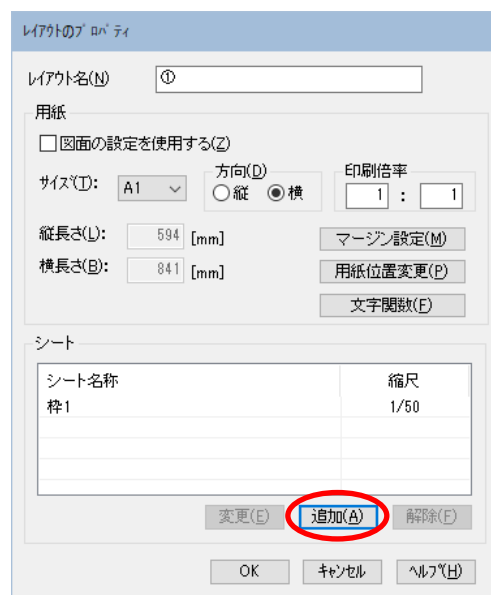 ﾚｲｱｳﾄのﾌﾟﾛﾊﾟﾃｨ
ﾚｲｱｳﾄ名(N) ①
用紙
図面の設定を使用する(Z)
ｻｲｽﾞ(T): A1
方向(D)
縦 横
印刷倍率
1 : 1
縦長さ(L): 594 [mm]
マージン設定(M)
横長さ(B): 841 [mm]
用紙位置変更(P)
文字関数(F)
シート
シート名称 縮尺
枠1 1/50
変更(E) 追加(A) 解除(F)
OK ｷｬﾝｾﾙ ﾍﾙﾌﾟ(H)